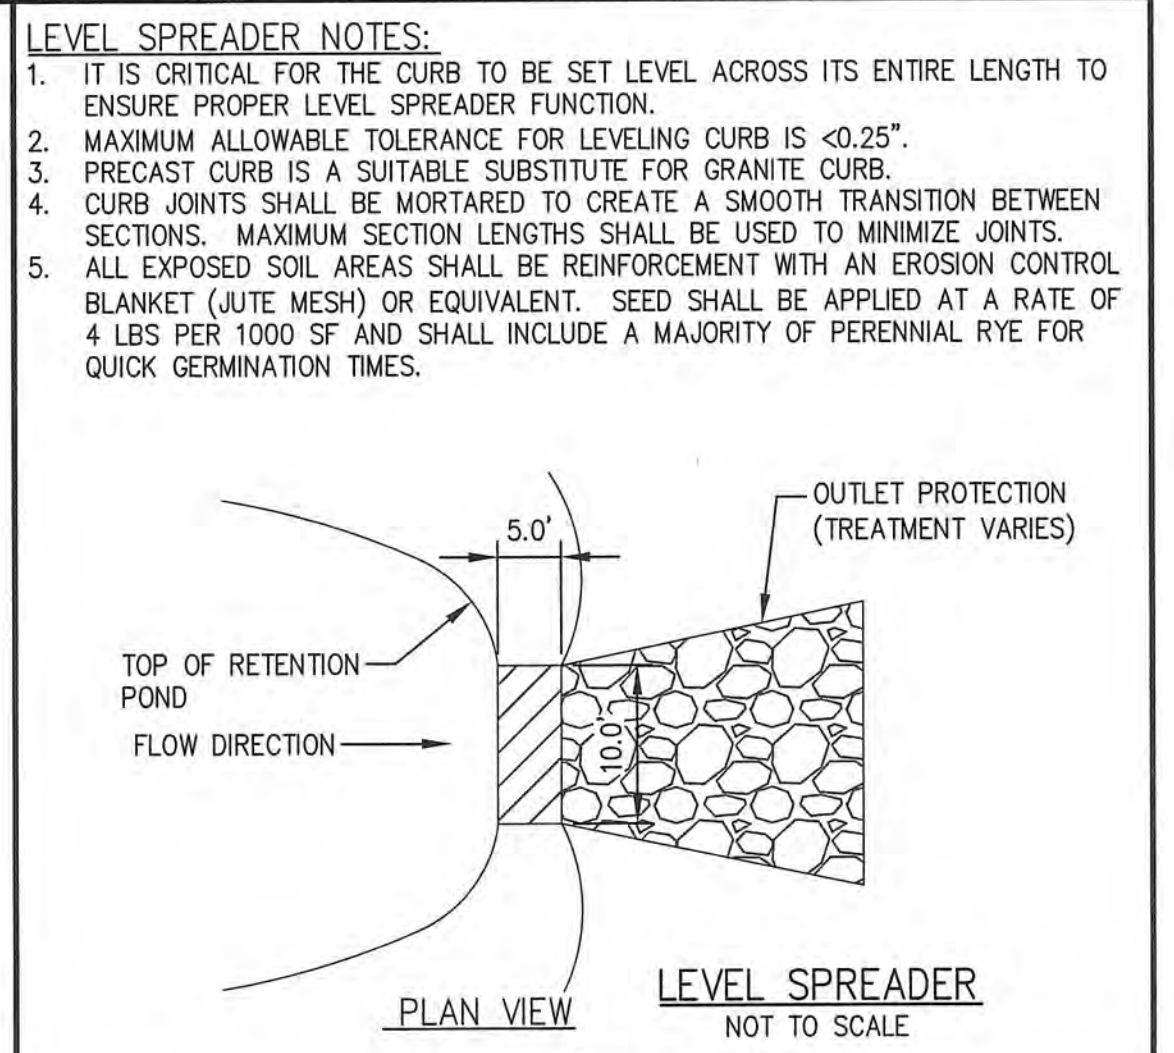 LEVEL SPREADER NOTES:
1. IT IS CRITICAL FOR THE CURB TO BE SET LEVEL ACROSS ITS ENTIRE LENGTH TO
ENSURE PROPER LEVEL SPREADER FUNCTION.
2. MAXIMUM ALLOWABLE TOLERANCE FOR LEVELING CURB IS <0.25".
3. PRECAST CURB IS A SUITABLE SUBSTITUTE FOR GRANITE CURB.
4. CURB JOINTS SHALL BE MORTARED TO CREATE A SMOOTH TRANSITION BETWEEN
SECTIONS. MAXIMUM SECTION LENGTHS SHALL BE USED TO MINIMIZE JOINTS.
5. ALL EXPOSED SOIL AREAS SHALL BE REINFORCEMENT WITH AN EROSION CONTROL
BLANKET (JUTE MESH) OR EQUIVALENT. SEED SHALL BE APPLIED AT A RATE OF
4 LBS PER 1000 SF AND SHALL INCLUDE A MAJORITY OF PERENNIAL RYE FOR
QUICK GERMINATION TIMES.
OUTLET PROTECTION
(TREATMENT VARIES)
5.0'
TOP OF RETENTION
POND
FLOW DIRECTION
10.0'
PLAN VIEW
LEVEL SPREADER
NOT TO SCALE